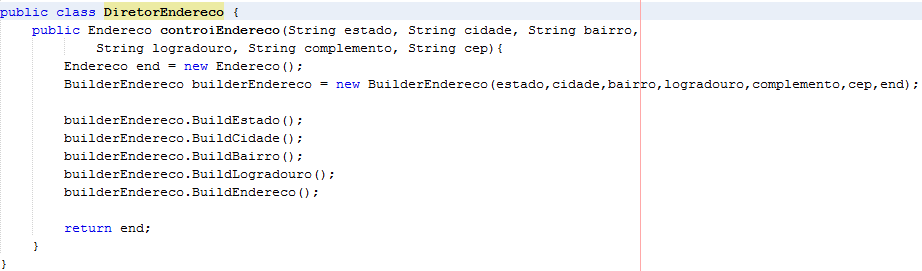 public class DiretorEndereco {
public Endereco controiEndereco(String estado, String cidade, String bairro,
String logradouro, String complemento, String cep){
Endereco end = new Endereco();
BuilderEndereco builderEndereco = new BuilderEndereco(estado,cidade,bairro,logradouro,complemento,cep,end);
builderEndereco.BuildEstado();
builderEndereco.BuildCidade();
builderEndereco.BuildBairro();
builderEndereco.BuildLogradouro();
builderEndereco.BuildEndereco();
return end;
}
}